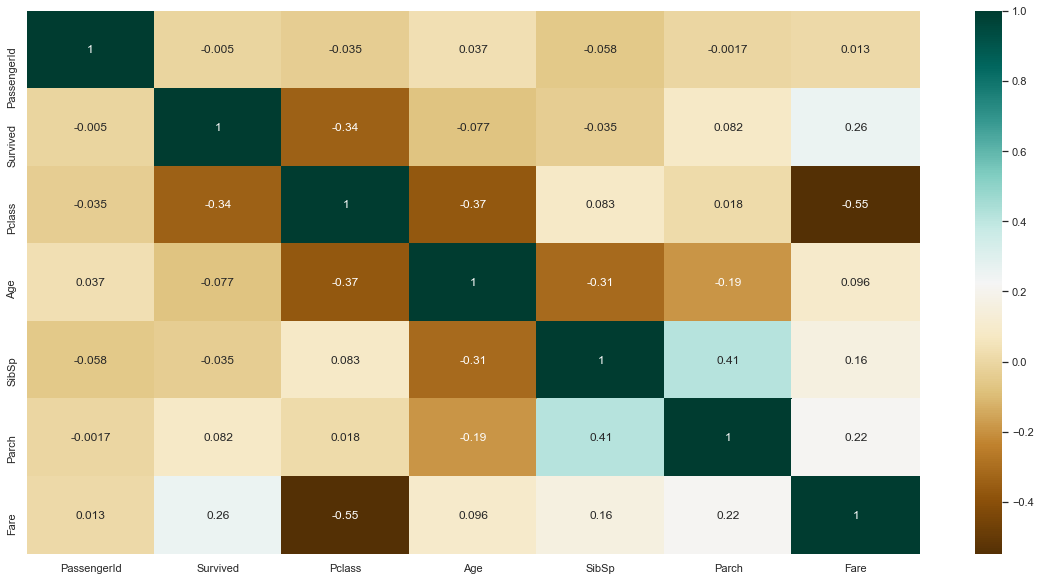 PassengerId 1 -0.005 -0.035 0.037 -0.058 -0.0017 0.013
Survived -0.005 1 -0.34 -0.077 -0.035 0.082 0.26
Pclass -0.035 -0.34 1 -0.37 0.083 0.018 -0.55
Age 0.037 -0.077 -0.37 1 -0.31 -0.19 0.096
SibSp -0.058 -0.035 0.083 -0.31 1 0.41 0.16
Parch -0.0017 0.082 0.018 -0.19 0.41 1 0.22
Fare 0.013 0.26 -0.55 0.096 0.16 0.22 1
PassengerId Survived Pclass Age SibSp Parch Fare
1.0
0.8
0.6
0.4
0.2
0.0
−0.2
−0.4